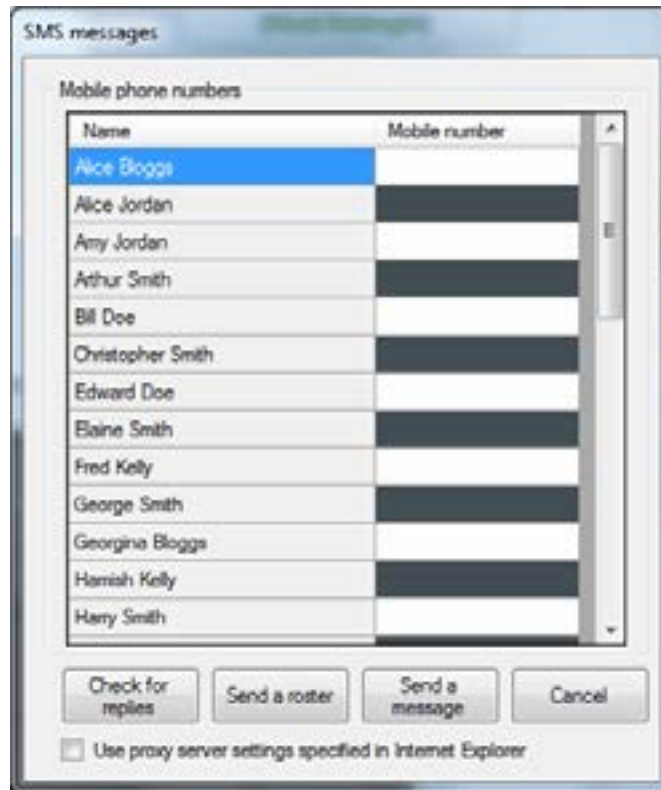 SMS messages
Mobile phone numbers
Name Mobile number
Alice Bloggs
Alice Jordan
Amy Jordan
Arthur Smith
Bill Doe
Christopher Smith
Edward Doe
Elaine Smith
Fred Kelly
George Smith
Georgina Bloggs
Hamish Kelly
Harry Smith
Check for replies
Send a roster
Send a message
Cancel
Use proxy server settings specified in Internet Explorer